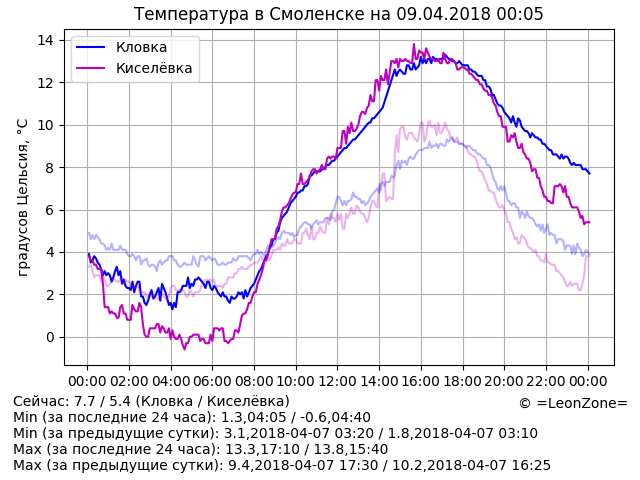 Температура в Смоленске на 09.04.2018 00:05
Кловка
Киселёвка
градусов Цельсия, °C
14
12
10
8
6
4
2
0
00:00 02:00 04:00 06:00 08:00 10:00 12:00 14:00 16:00 18:00 20:00 22:00 00:00
Сейчас: 7.7 / 5.4 (Кловка / Киселёвка)
© =LeonZone=
Min (за последние 24 часа): 1.3,04:05 / -0.6,04:40
Min (за предыдущие сутки): 3.1,2018-04-07 03:20 / 1.8,2018-04-07 03:10
Max (за последние 24 часа): 13.3,17:10 / 13.8,15:40
Max (за предыдущие сутки): 9.4,2018-04-07 17:30 / 10.2,2018-04-07 16:25